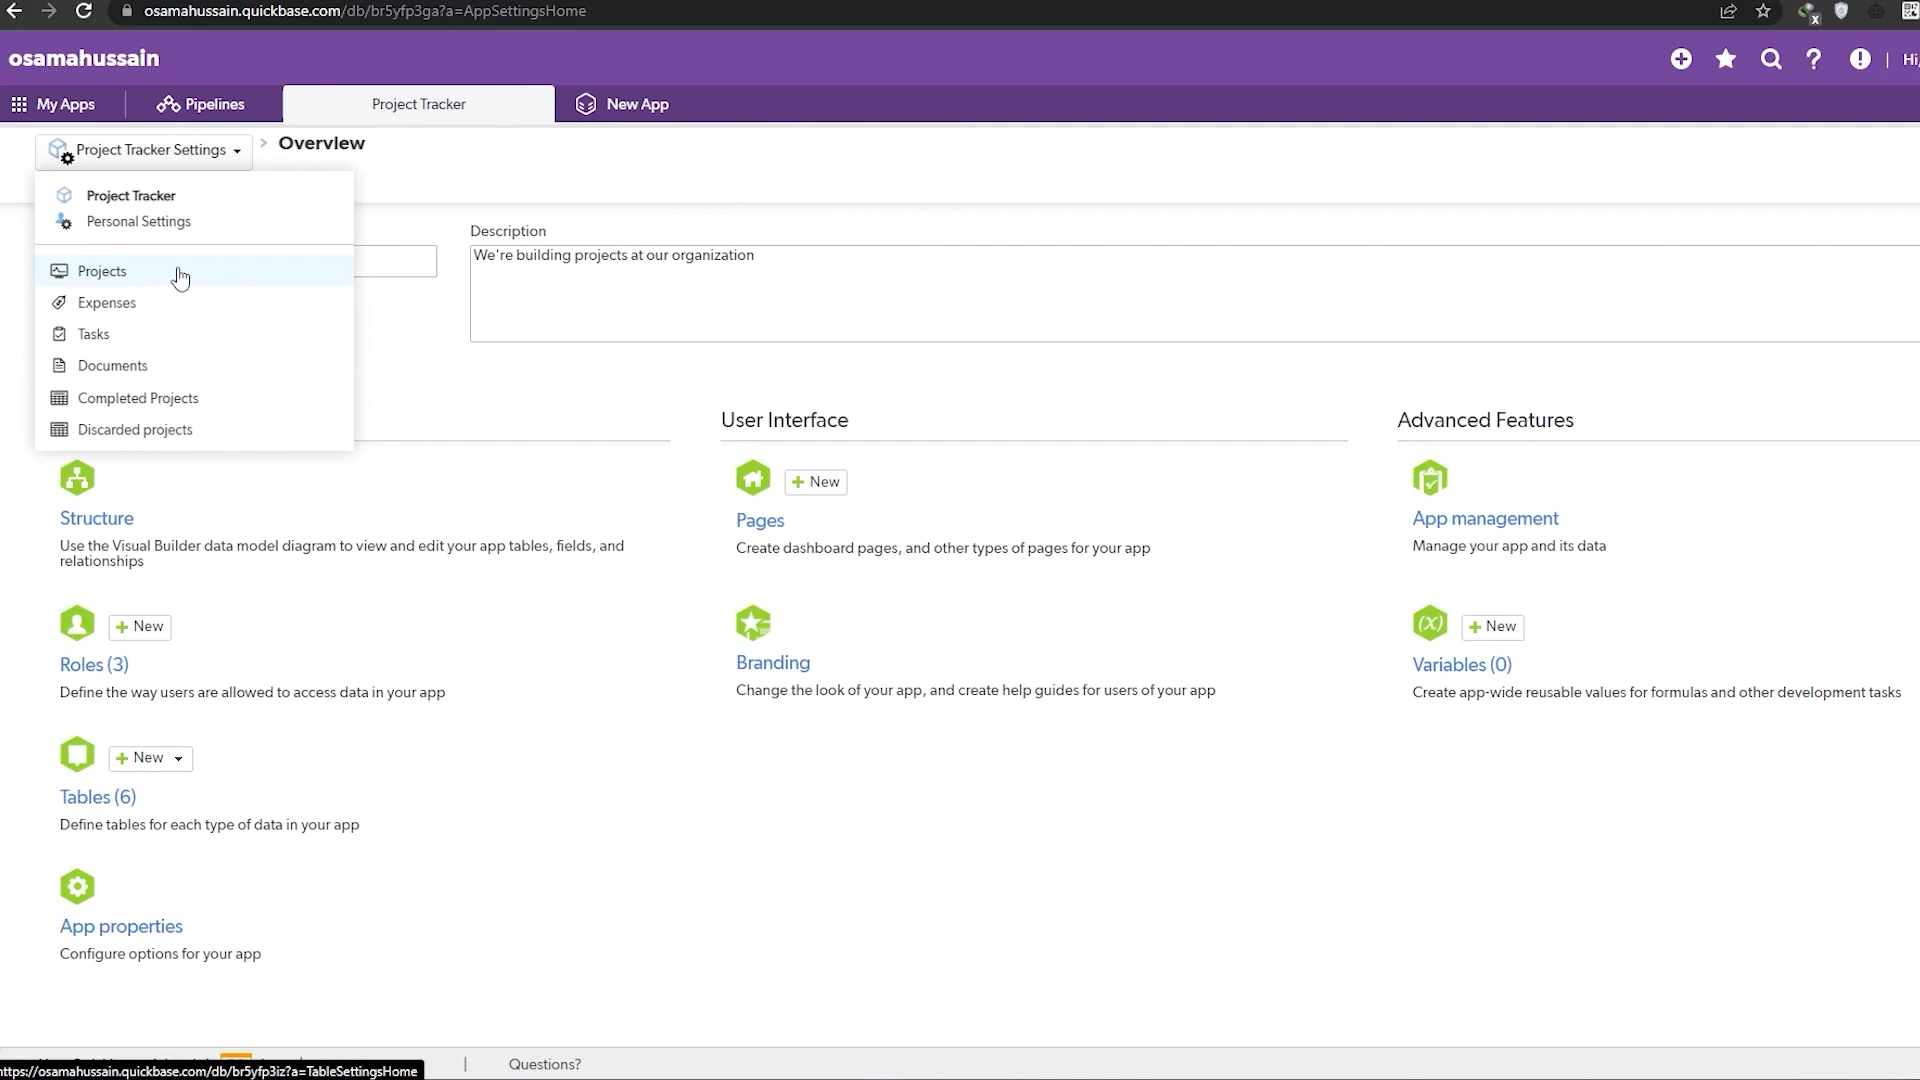 osamahussain.quickbase.com/db/br5yfp3ga?a=AppSettingsHome
osamahussain
Hi,
My Apps
Pipelines
Project Tracker
New App
Project Tracker Settings
> Overview
Project Tracker
Personal Settings
Projects
Expenses
Tasks
Documents
Completed Projects
Discarded projects
Description
We're building projects at our organization
User Interface
Advanced Features
Structure
Use the Visual Builder data model diagram to view and edit your app tables, fields, and
relationships
+ New
Pages
Create dashboard pages, and other types of pages for your app
App management
Manage your app and its data
+ New
Roles (3)
Define the way users are allowed to access data in your app
Branding
Change the look of your app, and create help guides for users of your app
+ New
Variables (0)
Create app-wide reusable values for formulas and other development tasks
+ New
Tables (6)
Define tables for each type of data in your app
App properties
Configure options for your app
| Questions?
https://osamahussain.quickbase.com/db/br5yfp3iz?a=TableSettingsHome